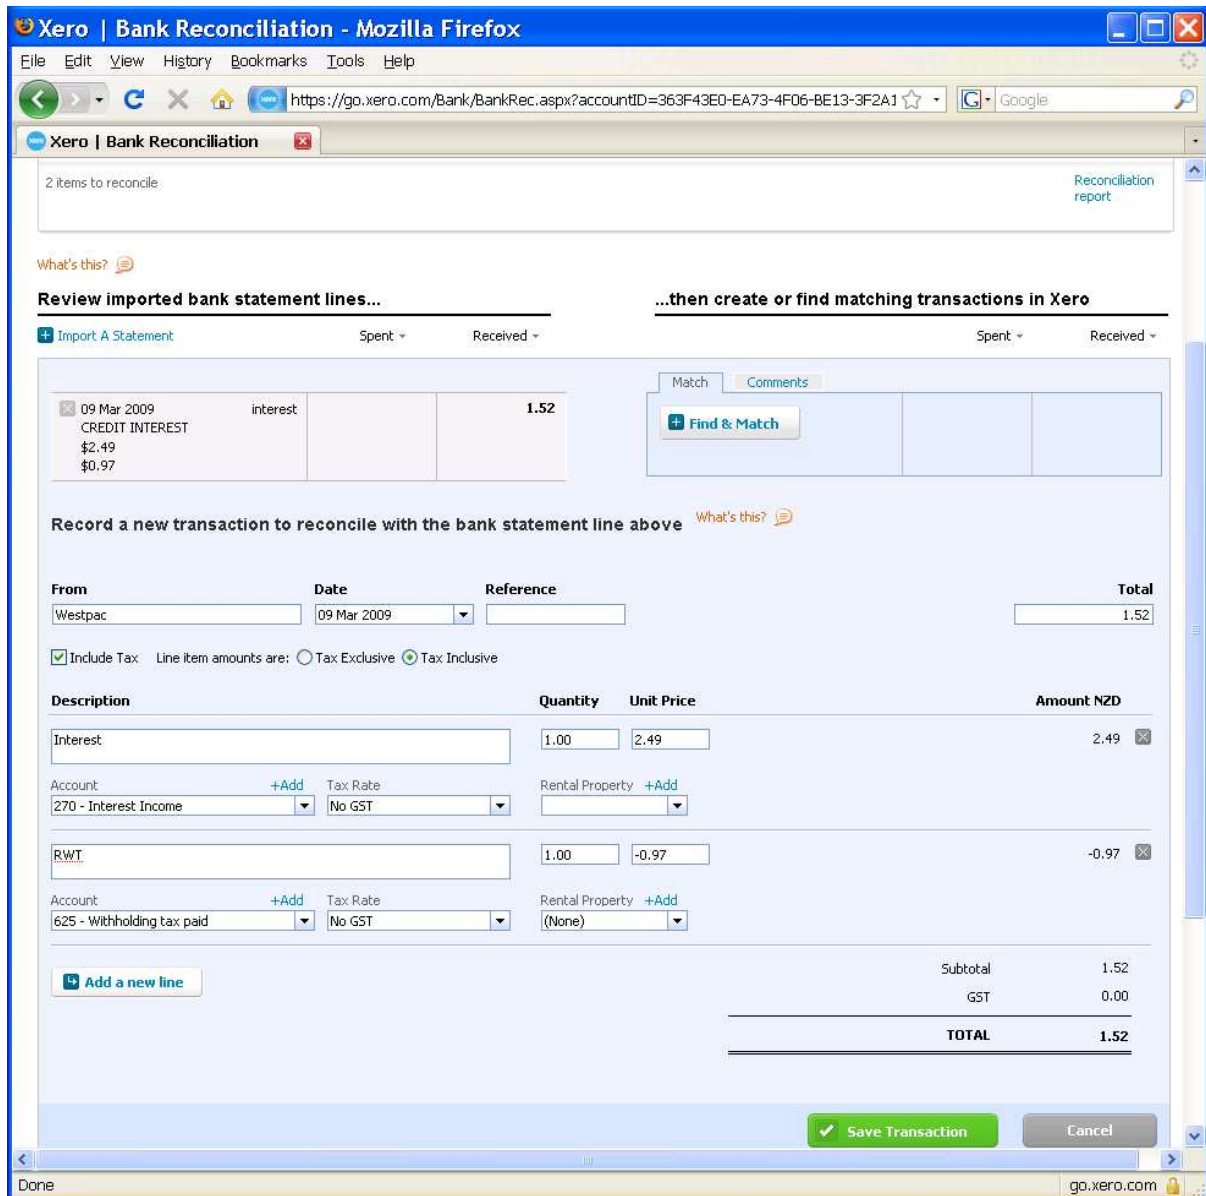 Xero | Bank Reconciliation - Mozilla Firefox
File Edit View History Bookmarks Tools Help
xero https://go.xero.com/Bank/BankRec.aspx?accountID=363F43E0-EA73-4F06-BE13-3F2A1 G Google
Xero | Bank Reconciliation
2 items to reconcile
Reconciliation
report
What's this?
Review imported bank statement lines...
...then create or find matching transactions in Xero
Import A Statement Spent Received
Spent Received
Match Comments
09 Mar 2009 interest 1.52
CREDIT INTEREST
$2.49
$0.97
Find & Match
Record a new transaction to reconcile with the bank statement line above What's this?
From Date Reference Total
Westpac 09 Mar 2009 1.52
Include Tax Line item amounts are: Tax Exclusive Tax Inclusive
Description Quantity Unit Price Amount NZD
Interest 1.00 2.49 2.49
Account +Add Tax Rate Rental Property +Add
270 - Interest Income No GST
RWT 1.00 -0.97 -0.97
Account +Add Tax Rate Rental Property +Add
625 - Withholding tax paid No GST (None)
Add a new line
Subtotal 1.52
GST 0.00
TOTAL 1.52
Save Transaction Cancel
Done go.xero.com